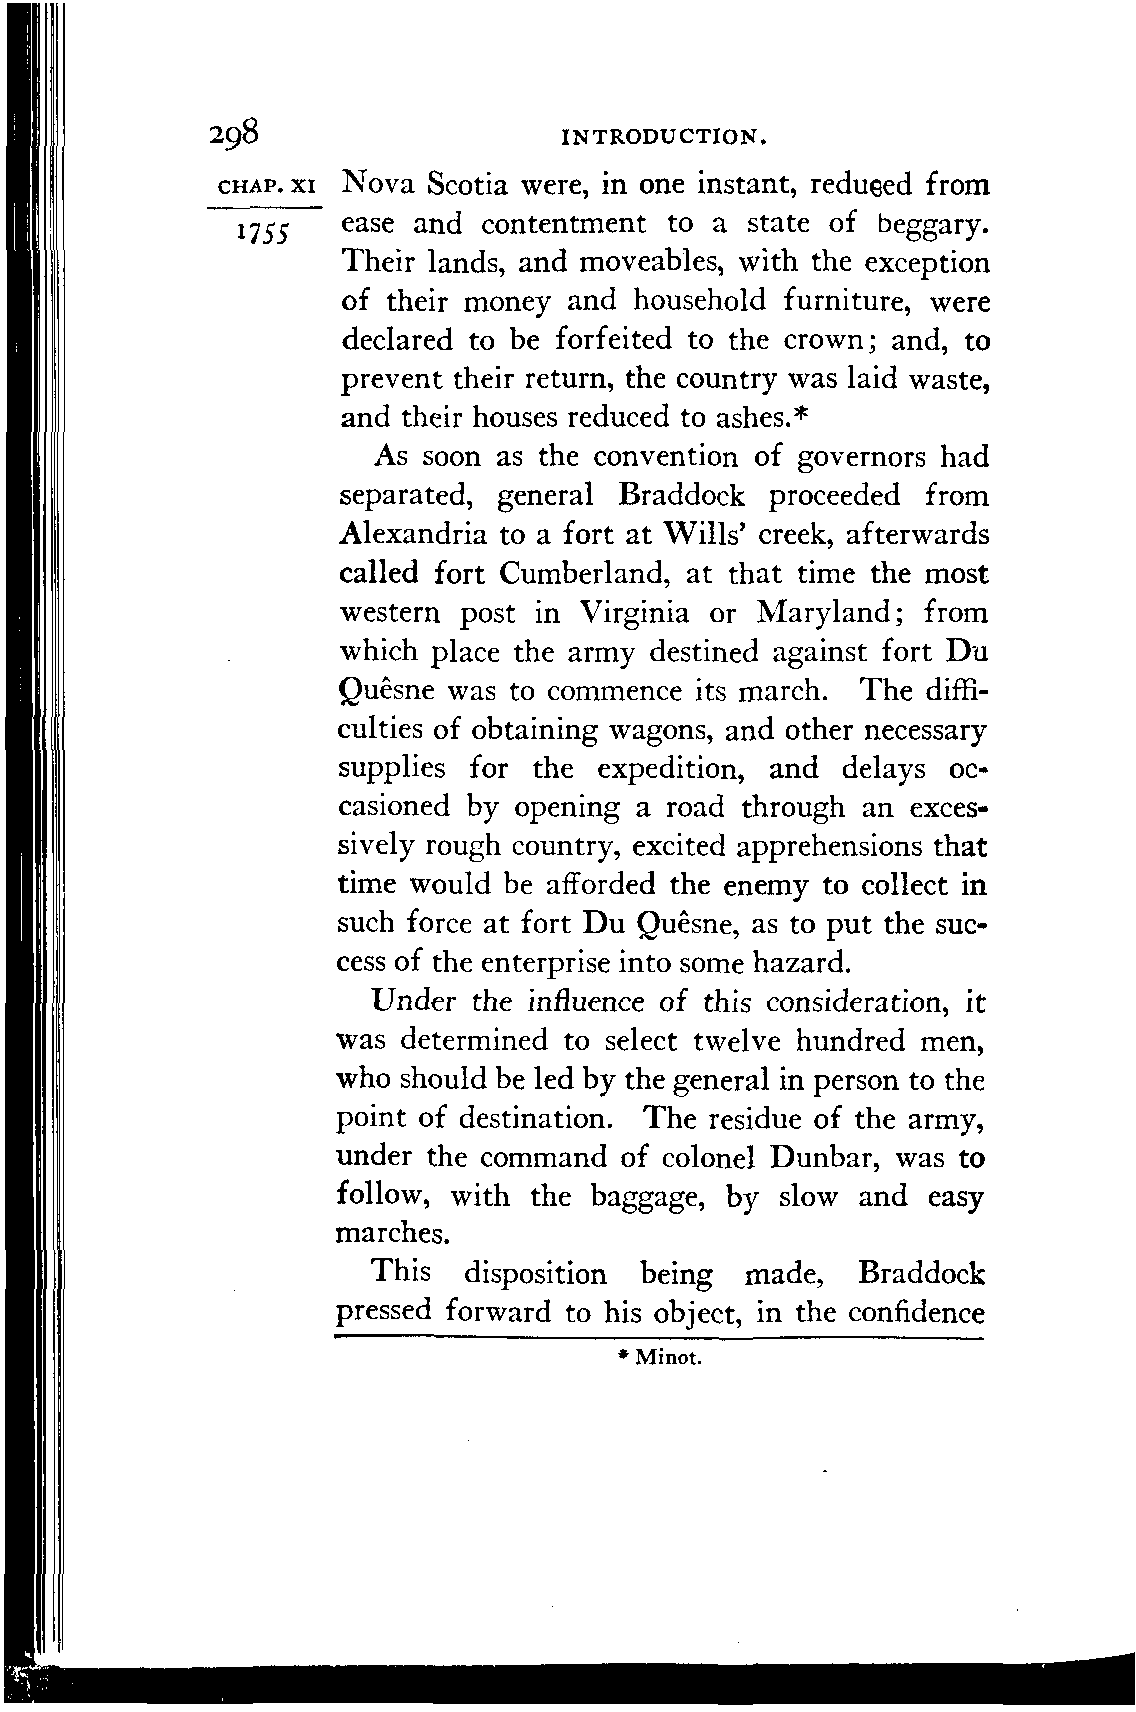 298 INTRODUCTION.
CHAP. XI Nova Scotia were, in one instant, reduced from
1755 ease and contentment to a state of beggary.
Their lands, and moveables, with the exception
of their money and household furniture, were
declared to be forfeited to the crown; and, to
prevent their return, the country was laid waste,
and their houses reduced to ashes.*
As soon as the convention of governors had
separated, general Braddock proceeded from
Alexandria to a fort at Wills' creek, afterwards
called fort Cumberland, at that time the most
western post in Virginia or Maryland; from
which place the army destined against fort Du
Quêsne was to commence its march. The diffi-
culties of obtaining wagons, and other necessary
supplies for the expedition, and delays oc-
casioned by opening a road through an exces-
sively rough country, excited apprehensions that
time would be afforded the enemy to collect in
such force at fort Du Quêsne, as to put the suc-
cess of the enterprise into some hazard.
Under the influence of this consideration, it
was determined to select twelve hundred men,
who should be led by the general in person to the
point of destination. The residue of the army,
under the command of colonel Dunbar, was to
follow, with the baggage, by slow and easy
marches.
This disposition being made, Braddock
pressed forward to his object, in the confidence
* Minot.